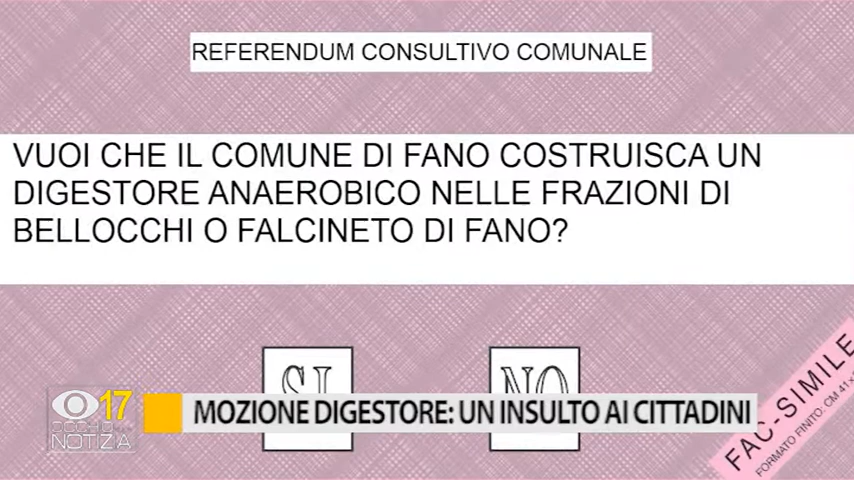 REFERENDUM CONSULTIVO COMUNALE
VUOI CHE IL COMUNE DI FANO COSTRUISCA UN
DIGESTORE ANAEROBICO NELLE FRAZIONI DI
BELLOCCHI O FALCINETO DI FANO?
SI
NO
FAC-SIMILE
FORMATO FINITO: CM 41
17
OCCHIO
NOTIZIA
MOZIONE DIGESTORE: UN INSULTO AI CITTADINI